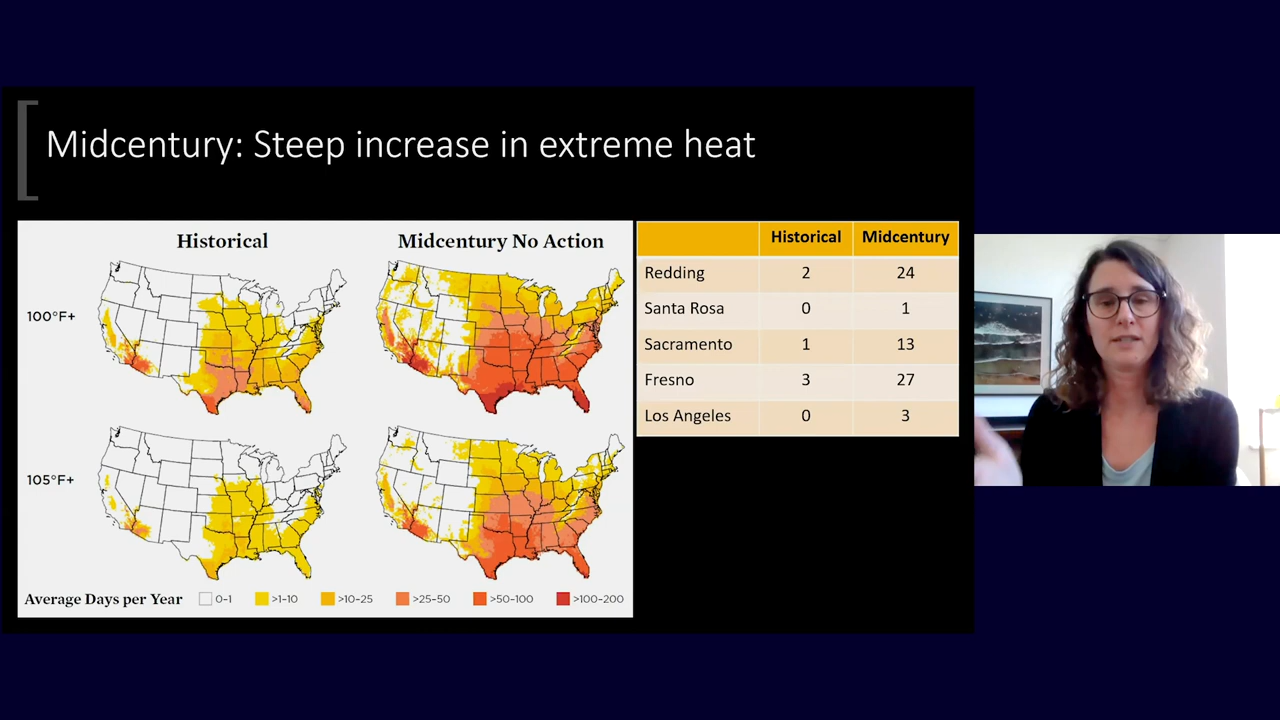 Midcentury: Steep increase in extreme heat
Historical
Midcentury No Action
100°F+
105°F+
Average Days per Year
0-1
>1-10
>10-25
>25-50
>50-100
>100-200
Historical Midcentury
Redding 2 24
Santa Rosa 0 1
Sacramento 1 13
Fresno 3 27
Los Angeles 0 3